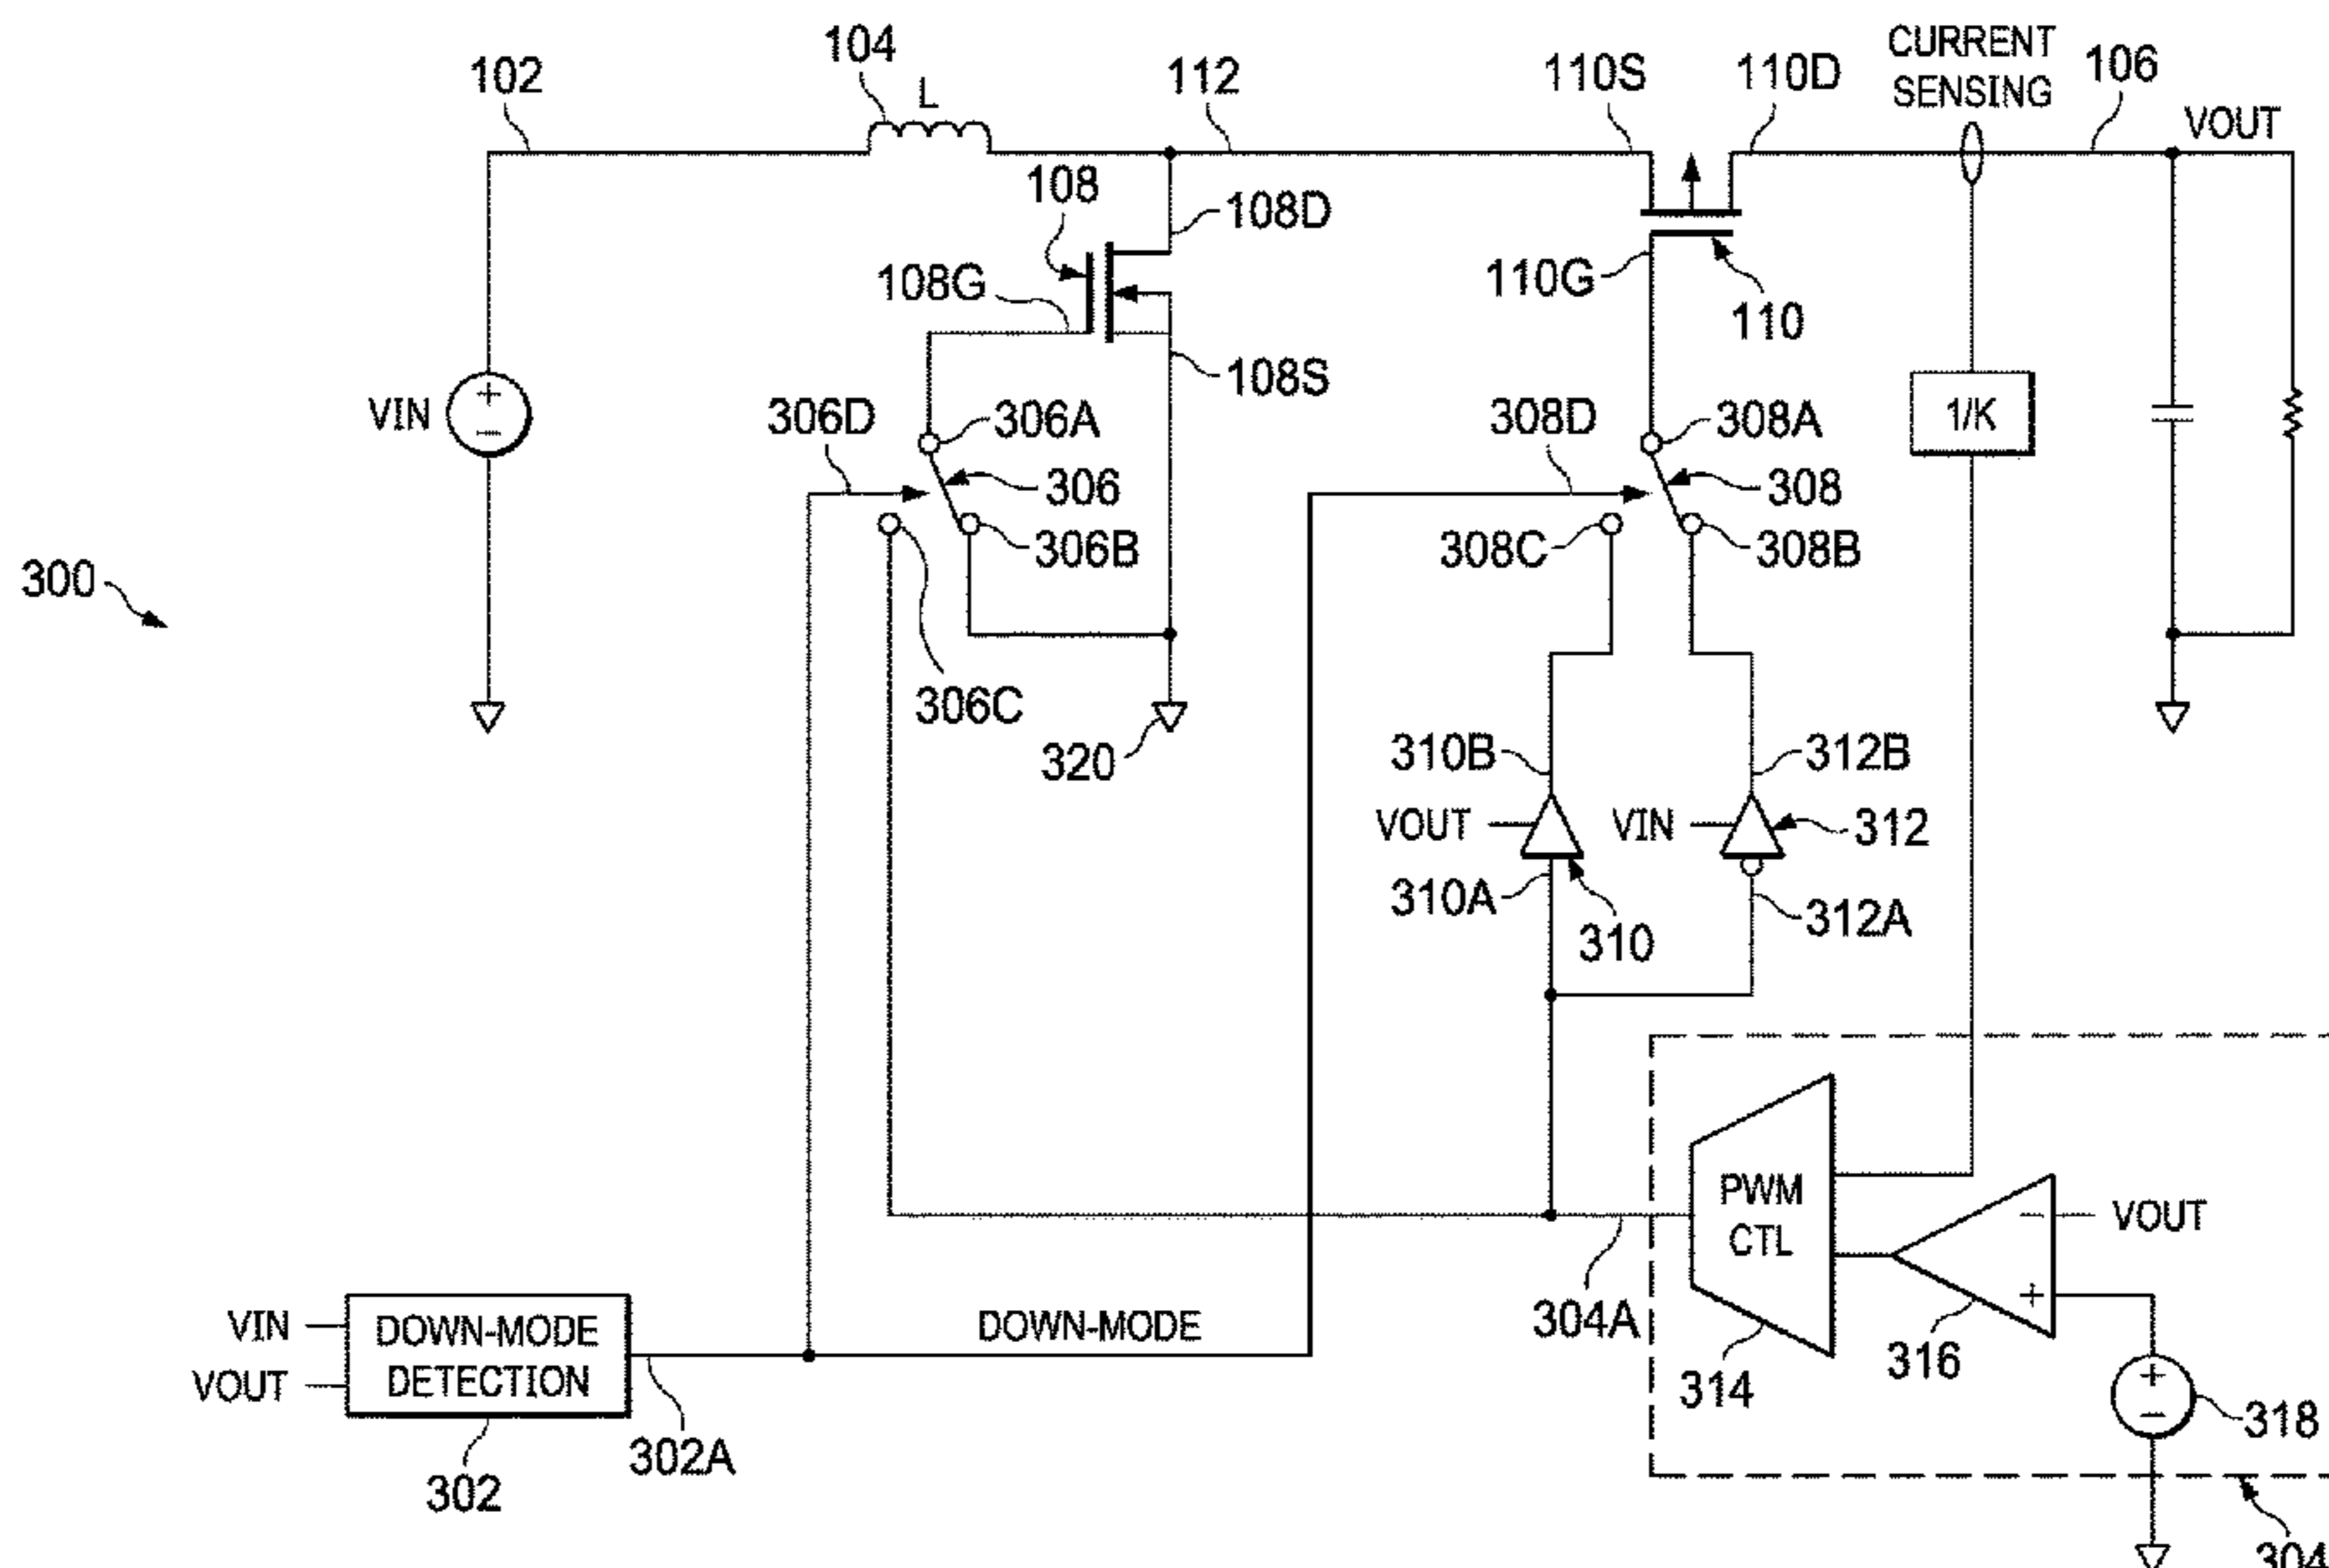 CURRENT
SENSING
102
104
L
112
110S
110D
106
VOUT
108
108D
108G
110G
110
108S
VIN
+
−
306D
306A
306
306B
306C
308D
308A
308
308C
308B
1/K
300
320
310B
312B
VOUT
VIN
312
310A
312A
310
PWM
CTL
−
VOUT
+
304A
314
316
+
−
318
304
VIN
VOUT
DOWN-MODE
DETECTION
DOWN-MODE
302A
302